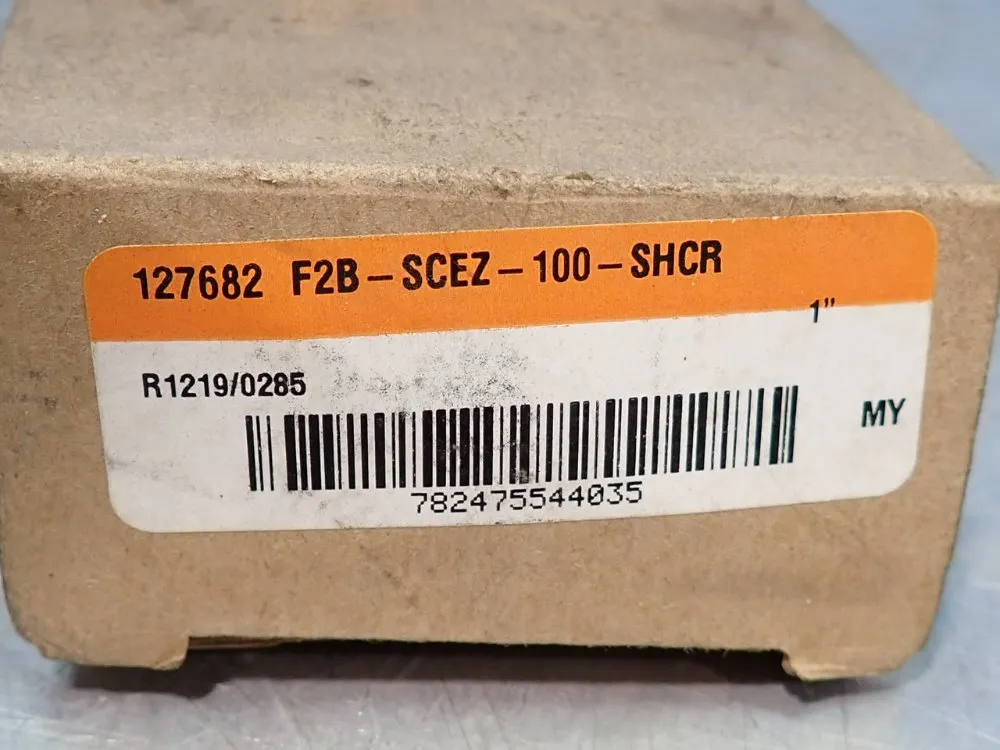 127682 F2B-SCEZ-100-SHCR
1"
R1219/0285
MY
782475544035